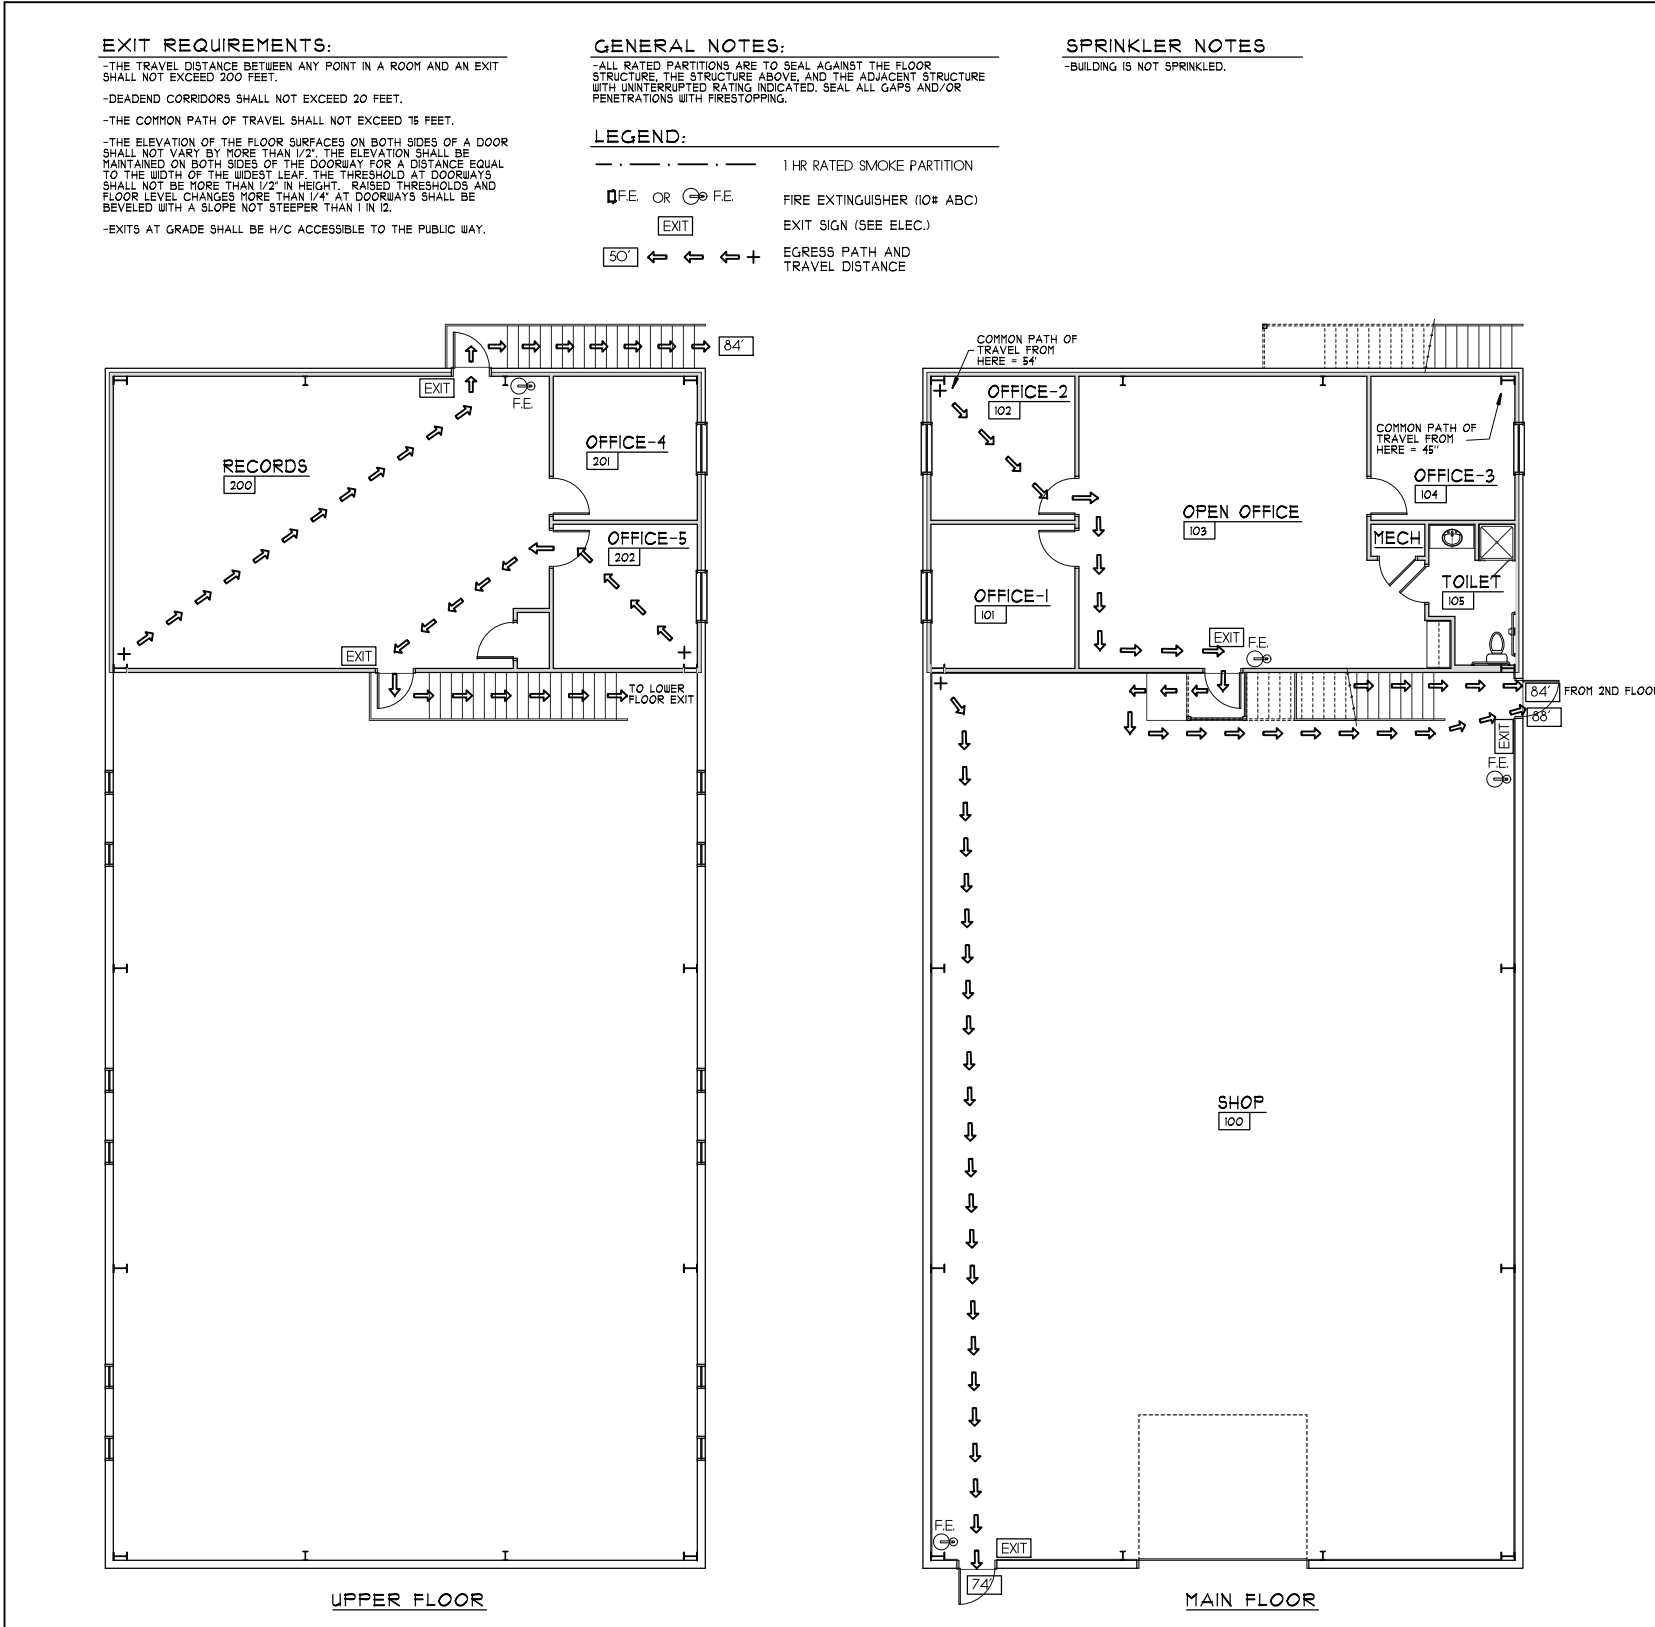 EXIT REQUIREMENTS:
-THE TRAVEL DISTANCE BETWEEN ANY POINT IN A ROOM AND AN EXIT
SHALL NOT EXCEED 200 FEET.
-DEADEND CORRIDORS SHALL NOT EXCEED 20 FEET.
-THE COMMON PATH OF TRAVEL SHALL NOT EXCEED 75 FEET.
-THE ELEVATION OF THE FLOOR SURFACES ON BOTH SIDES OF A DOOR
SHALL NOT VARY BY MORE THAN 1/2". THE ELEVATION SHALL BE
MAINTAINED ON BOTH SIDES OF THE DOORWAY FOR A DISTANCE EQUAL
TO THE WIDTH OF THE WIDEST LEAF. THE THRESHOLD AT DOORWAYS
SHALL NOT BE MORE THAN 1/2" IN HEIGHT. RAISED THRESHOLDS AND
FLOOR LEVEL CHANGES MORE THAN 1/4" AT DOORWAYS SHALL BE
BEVELED WITH A SLOPE NOT STEEPER THAN 1 IN 12.
-EXITS AT GRADE SHALL BE H/C ACCESSIBLE TO THE PUBLIC WAY.
GENERAL NOTES:
-ALL RATED PARTITIONS ARE TO SEAL AGAINST THE FLOOR
STRUCTURE, THE STRUCTURE ABOVE, AND THE ADJACENT STRUCTURE
WITH UNINTERRUPTED RATING INDICATED. SEAL ALL GAPS AND/OR
PENETRATIONS WITH FIRESTOPPING.
LEGEND:
1 HR RATED SMOKE PARTITION
F.E. OR F.E. FIRE EXTINGUISHER (10# ABC)
EXIT EXIT SIGN (SEE ELEC.)
50' EGRESS PATH AND
TRAVEL DISTANCE
SPRINKLER NOTES
-BUILDING IS NOT SPRINKLED.
84'
EXIT
F.E.
RECORDS
200
OFFICE-4
201
OFFICE-5
202
EXIT
TO LOWER
FLOOR EXIT
UPPER FLOOR
COMMON PATH OF
TRAVEL FROM
HERE = 54'
OFFICE-2
102
COMMON PATH OF
TRAVEL FROM
HERE = 45"
OFFICE-3
104
OPEN OFFICE
103
MECH
TOILET
105
OFFICE-1
101
EXIT
F.E.
84' FROM 2ND FLOOR
88'
EXIT
F.E.
SHOP
100
F.E.
EXIT
74'
MAIN FLOOR